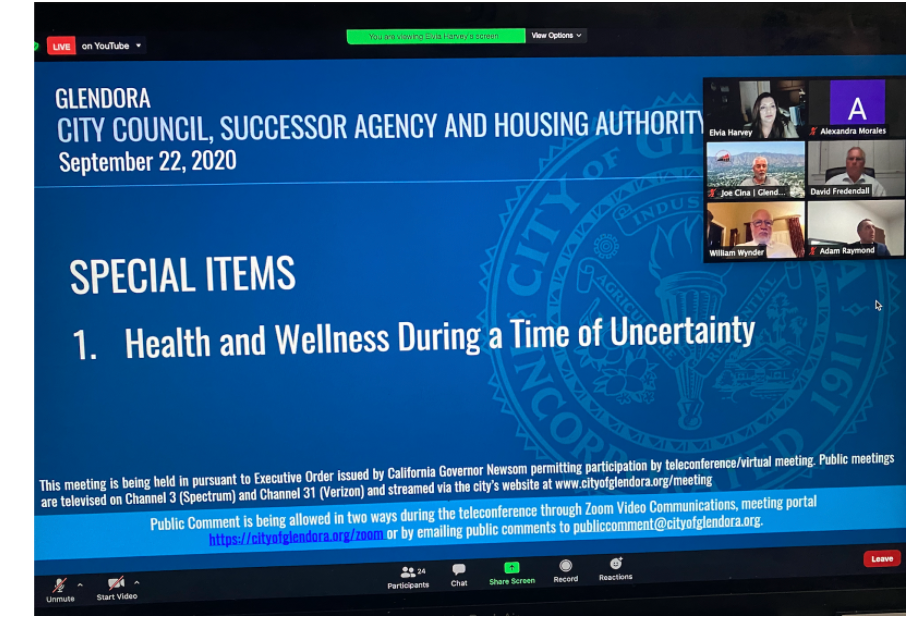 LIVE on YouTube
You are viewing Elvia Harvey's screen View Options
GLENDORA
CITY COUNCIL, SUCCESSOR AGENCY AND HOUSING AUTHORITY
September 22, 2020
A
Elvia Harvey Alexandra Morales
Joe Cina | Glend... David Fredendall
William Wynder Adam Raymond
SPECIAL ITEMS
1. Health and Wellness During a Time of Uncertainty
CITY OF GLENDORA
INDUS
AGRIC
INCORPORATED 1911
This meeting is being held in pursuant to Executive Order issued by California Governor Newsom permitting participation by teleconference/virtual meeting. Public meetings
are televised on Channel 3 (Spectrum) and Channel 31 (Verizon) and streamed via the city's website at www.cityofglendora.org/meeting
Public Comment is being allowed in two ways during the teleconference through Zoom Video Communications, meeting portal
https://cityofglendora.org/zoom or by emailing public comments to publiccomment@cityofglendora.org.
Unmute Start Video 24 Participants Chat Share Screen Record Reactions Leave